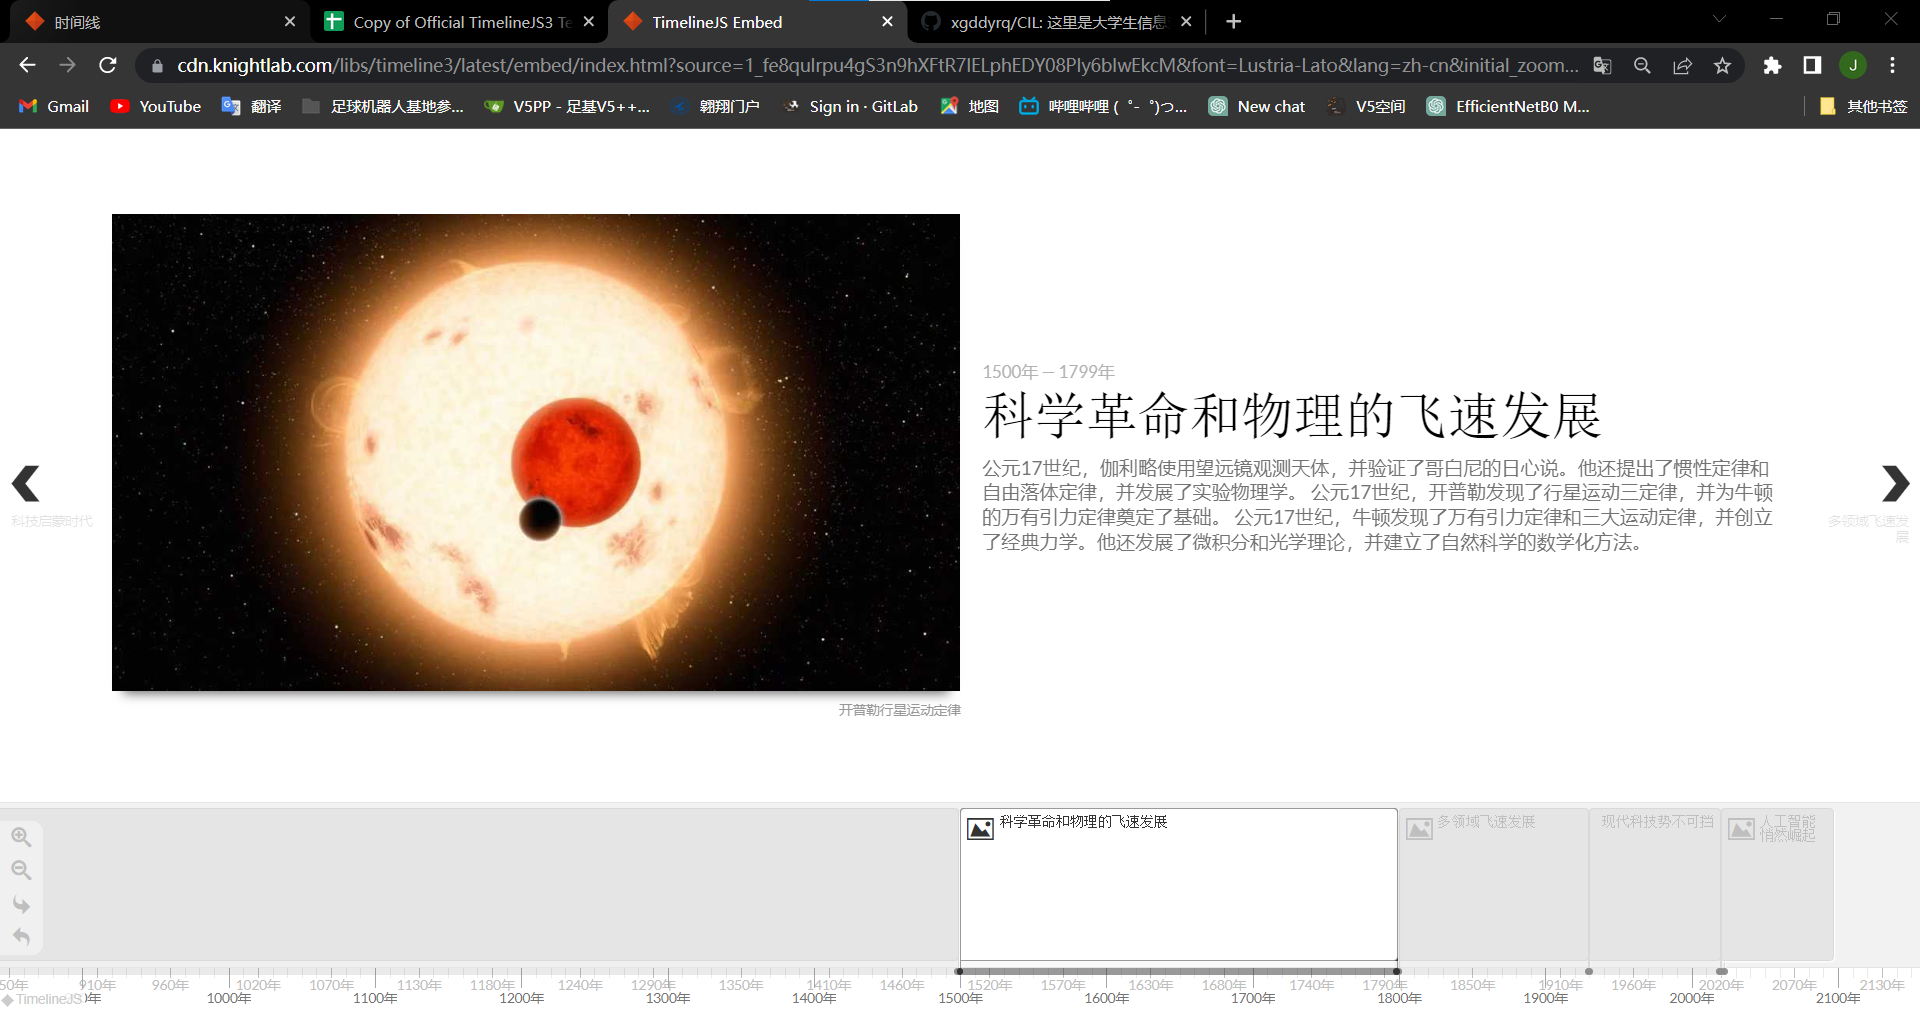 时间线
Copy of Official TimelineJS3 Te
TimelineJS Embed
xgddyrq/CIL: 这里是大学生信息
cdn.knightlab.com/libs/timeline3/latest/embed/index.html?source=1_fe8qulrpu4gS3n9hXFtR7IELphEDY08Ply6bIwEkcM&font=Lustria-Lato&lang=zh-cn&initial_zoom...
J
Gmail
YouTube
翻译
足球机器人基地参...
V5PP - 足基V5++...
翱翔门户
Sign in · GitLab
地图
哔哩哔哩 ( ゜- ゜)つ...
New chat
V5空间
EfficientNetB0 M...
其他书签
1500年 — 1799年
科学革命和物理的飞速发展
公元17世纪，伽利略使用望远镜观测天体，并验证了哥白尼的日心说。他还提出了惯性定律和
自由落体定律，并发展了实验物理学。 公元17世纪，开普勒发现了行星运动三定律，并为牛顿
的万有引力定律奠定了基础。 公元17世纪，牛顿发现了万有引力定律和三大运动定律，并创立
了经典力学。他还发展了微积分和光学理论，并建立了自然科学的数学化方法。
科技启蒙时代
多领域飞速发
展
开普勒行星运动定律
科学革命和物理的飞速发展
多领域飞速发展
现代科技势不可挡
人工智能
悄然崛起
50年 910年 960年 1020年 1070年 1130年 1180年 1240年 1290年 1350年 1410年 1460年 1520年 1570年 1630年 1680年 1740年 1790年 1850年 1910年 1960年 2020年 2070年 2130年
TimelineJS
1000年 1100年 1200年 1300年 1400年 1500年 1600年 1700年 1800年 1900年 2000年 2100年